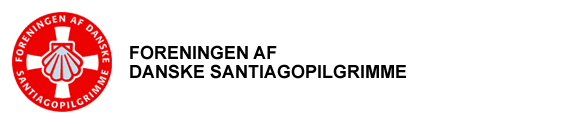 FORENINGEN AF DANSKE
SANTIAGOPILGRIMME
FORENINGEN AF
DANSKE SANTIAGOPILGRIMME